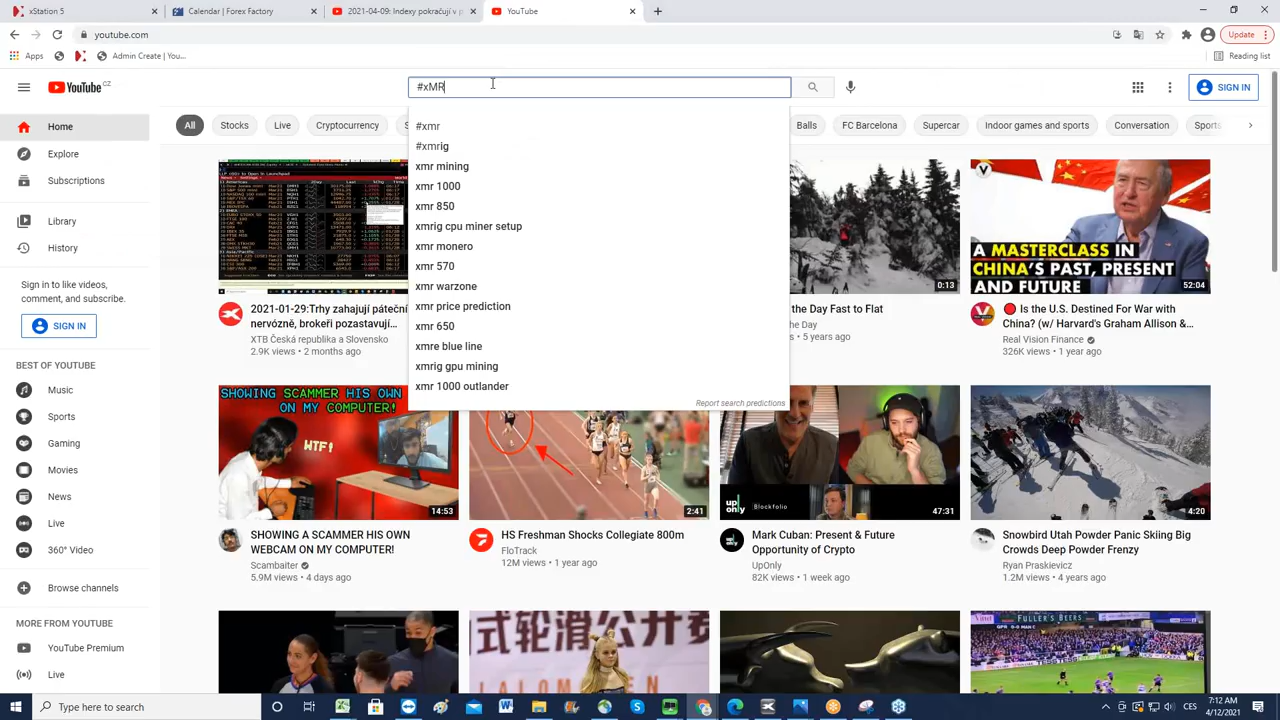 xStation 5
Calendar | Forex Factory
2021-04-09: Indexy pokračují v j
YouTube
youtube.com
Update
Apps
Admin Create | You...
Reading list
YouTube CZ
#xMR
SIGN IN
Home
Explore
Subscriptions
History
Sign in to like videos,
comment, and subscribe.
SIGN IN
BEST OF YOUTUBE
Music
Sports
Gaming
Movies
News
Live
360° Video
Browse channels
MORE FROM YOUTUBE
YouTube Premium
Live
All
Stocks
Live
Cryptocurrency
Balls
FC Barcelona
Supercar
Indoor games and sports
Conversation
Sports
#xmr
#xmrig
xmr mining
xmr 1000
xmr 850
xmrig cpu miner setup
xmr monero
xmr 570
xmr warzone
xmr price prediction
xmr 650
xmre blue line
xmrig gpu mining
xmr 1000 outlander
Report search predictions
2021-01-29:Trhy zahajují páteční
nervózně, brokeři pozastavují...
XTB Česká republika a Slovensko
2.9K views • 2 months ago
0:13
the Day Fast to Flat
he Day
5 years ago
A MASTERCLASS IN
CHINA'S PAST, PRESENT
AND FUTURE
52:04
Is the U.S. Destined For War with
China? (w/ Harvard's Graham Allison &...
Real Vision Finance
326K views • 1 year ago
SHOWING SCAMMER HIS OWN
ON MY COMPUTER!
WTF!
14:53
SHOWING A SCAMMER HIS OWN
WEBCAM ON MY COMPUTER!
Scambaiter
5.9M views • 4 days ago
2:41
HS Freshman Shocks Collegiate 800m
FloTrack
12M views • 1 year ago
up only
Blockfolio
47:31
Mark Cuban: Present & Future
Opportunity of Crypto
UpOnly
82K views • 1 week ago
4:20
Snowbird Utah Powder Panic Skiing Big
Crowds Deep Powder Frenzy
Ryan Praskievicz
1.2M views • 4 years ago
FULLER'S BEERS
Type here to search
CES
7:12 AM
4/12/2021